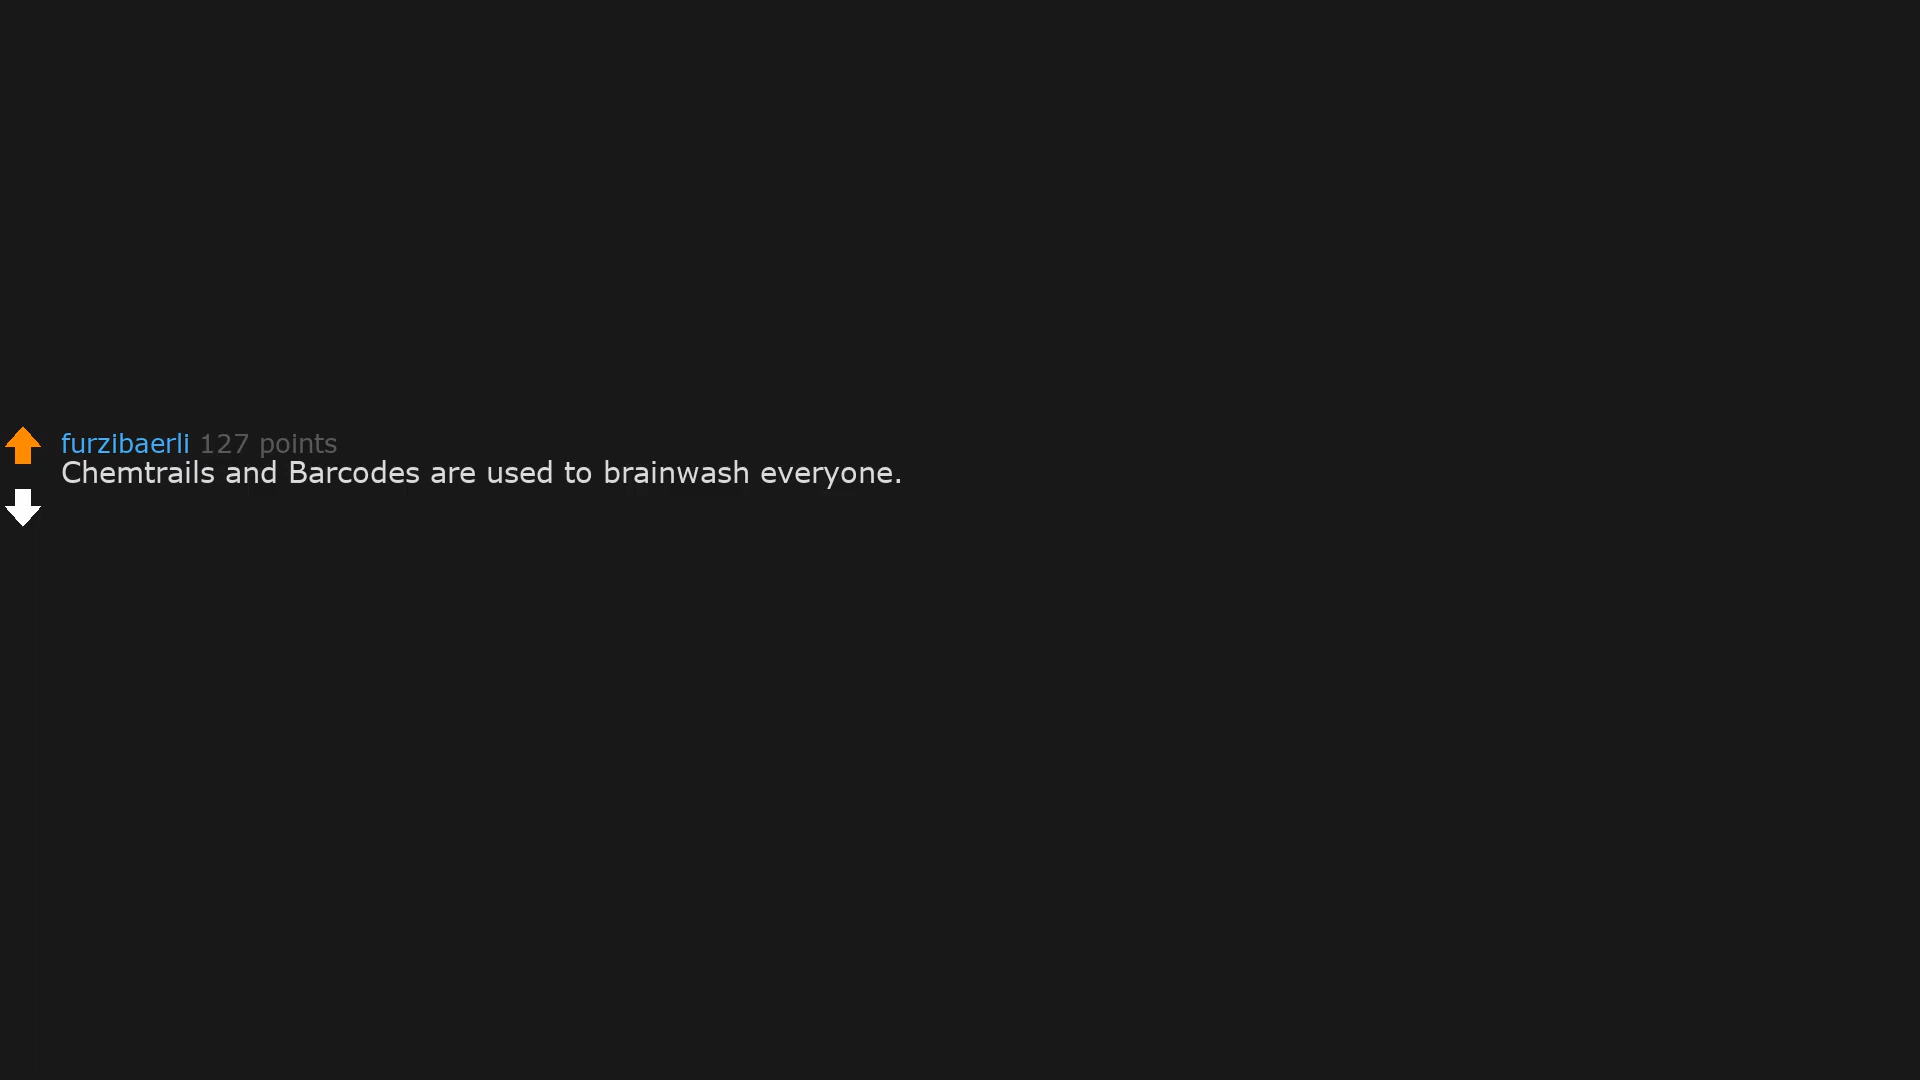 furzibaerli 127 points
Chemtrails and Barcodes are used to brainwash everyone.